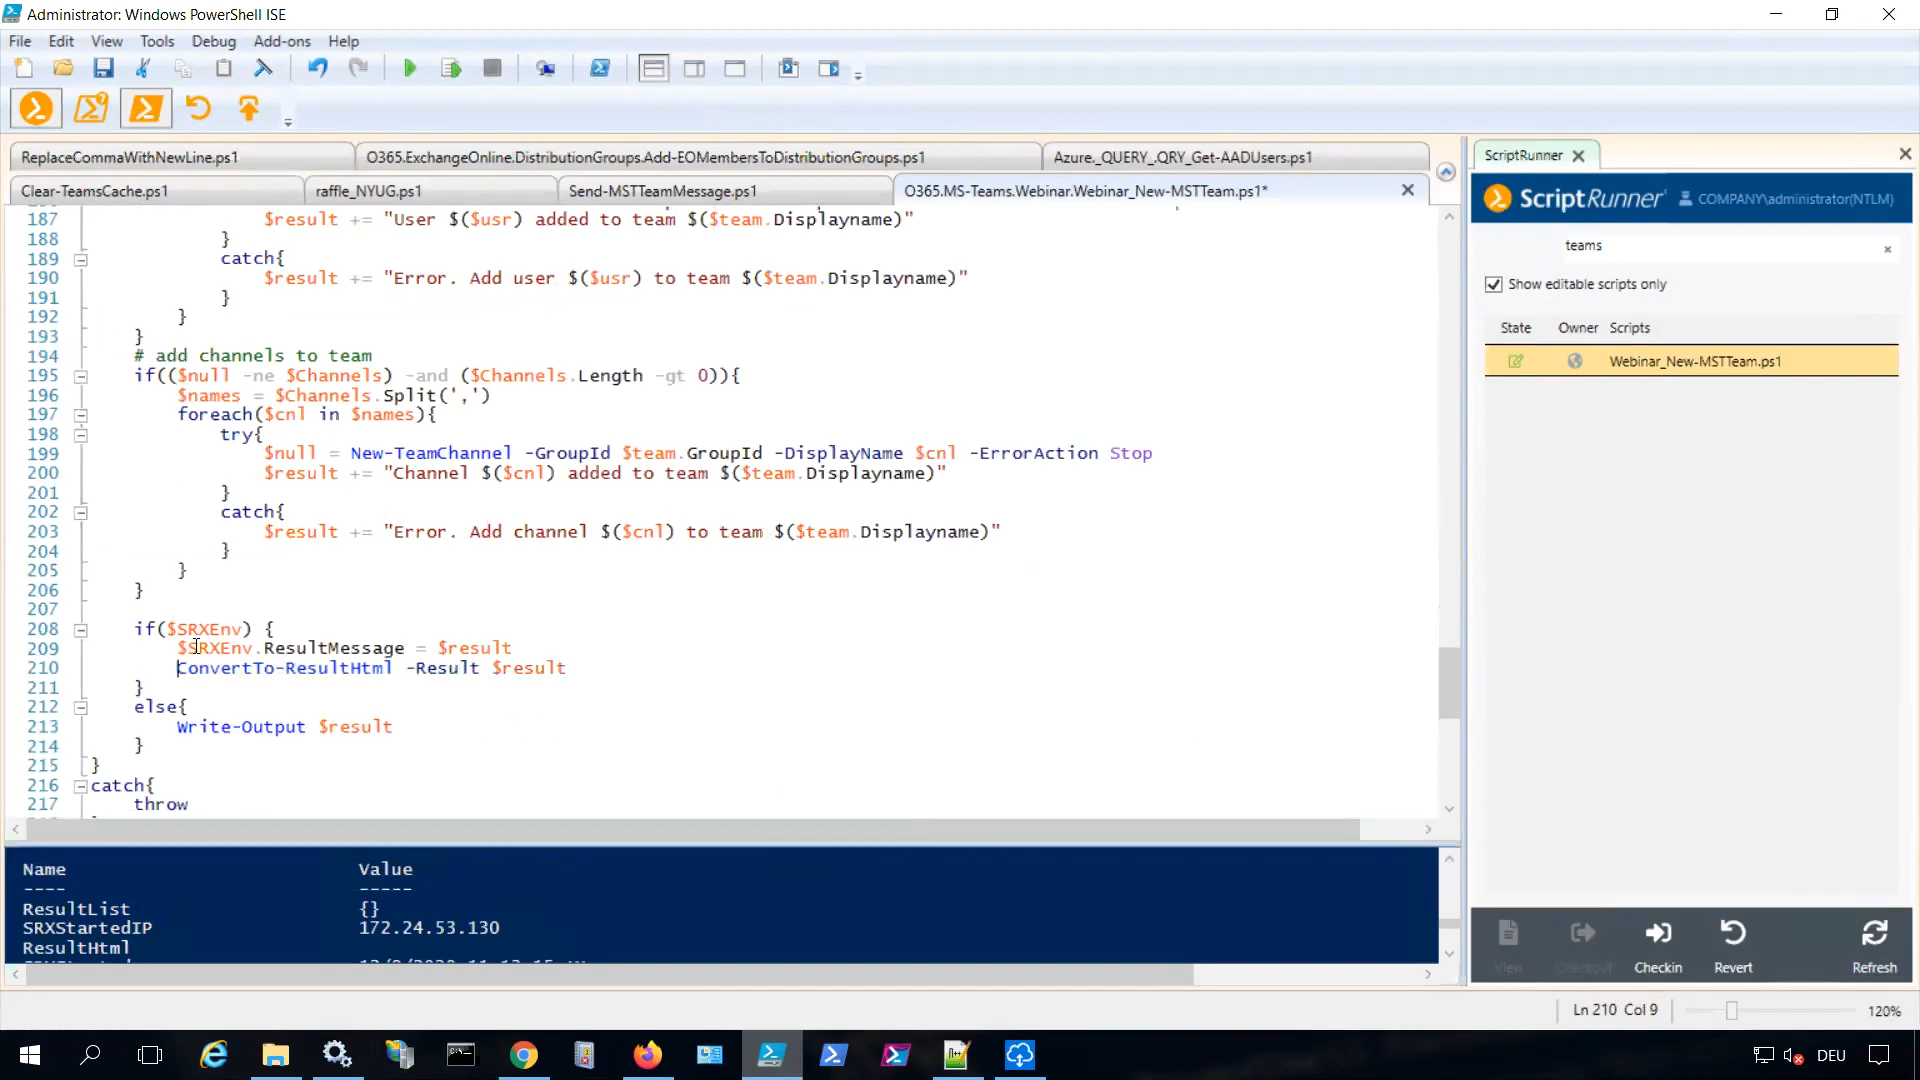 Administrator: Windows PowerShell ISE
File Edit View Tools Debug Add-ons Help
ReplaceCommaWithNewLine.ps1
O365.ExchangeOnline.DistributionGroups.Add-EOMembersToDistributionGroups.ps1
Azure._QUERY_.QRY_Get-AADUsers.ps1
Clear-TeamsCache.ps1
raffle_NYUG.ps1
Send-MSTTeamMessage.ps1
O365.MS-Teams.Webinar.Webinar_New-MSTTeam.ps1*
187 $result += "User $($usr) added to team $($team.Displayname)"
188 }
189 catch{
190 $result += "Error. Add user $($usr) to team $($team.Displayname)"
191 }
192 }
193 }
194 # add channels to team
195 if(($null -ne $Channels) -and ($Channels.Length -gt 0)){
196 $names = $Channels.Split(',')
197 foreach($cnl in $names){
198 try{
199 $null = New-TeamChannel -GroupId $team.GroupId -DisplayName $cnl -ErrorAction Stop
200 $result += "Channel $($cnl) added to team $($team.Displayname)"
201 }
202 catch{
203 $result += "Error. Add channel $($cnl) to team $($team.Displayname)"
204 }
205 }
206 }
207
208 if($SRXEnv) {
209 $SRXEnv.ResultMessage = $result
210 ConvertTo-ResultHtml -Result $result
211 }
212 else{
213 Write-Output $result
214 }
215 }
216 catch{
217 throw
Name Value
---- -----
ResultList {}
SRXStartedIP 172.24.53.130
ResultHtml
ScriptRunner
ScriptRunner COMPANY\administrator(NTLM)
teams
Show editable scripts only
State Owner Scripts
Webinar_New-MSTTeam.ps1
View Checkout Checkin Revert Refresh
Ln 210 Col 9 120%
DEU